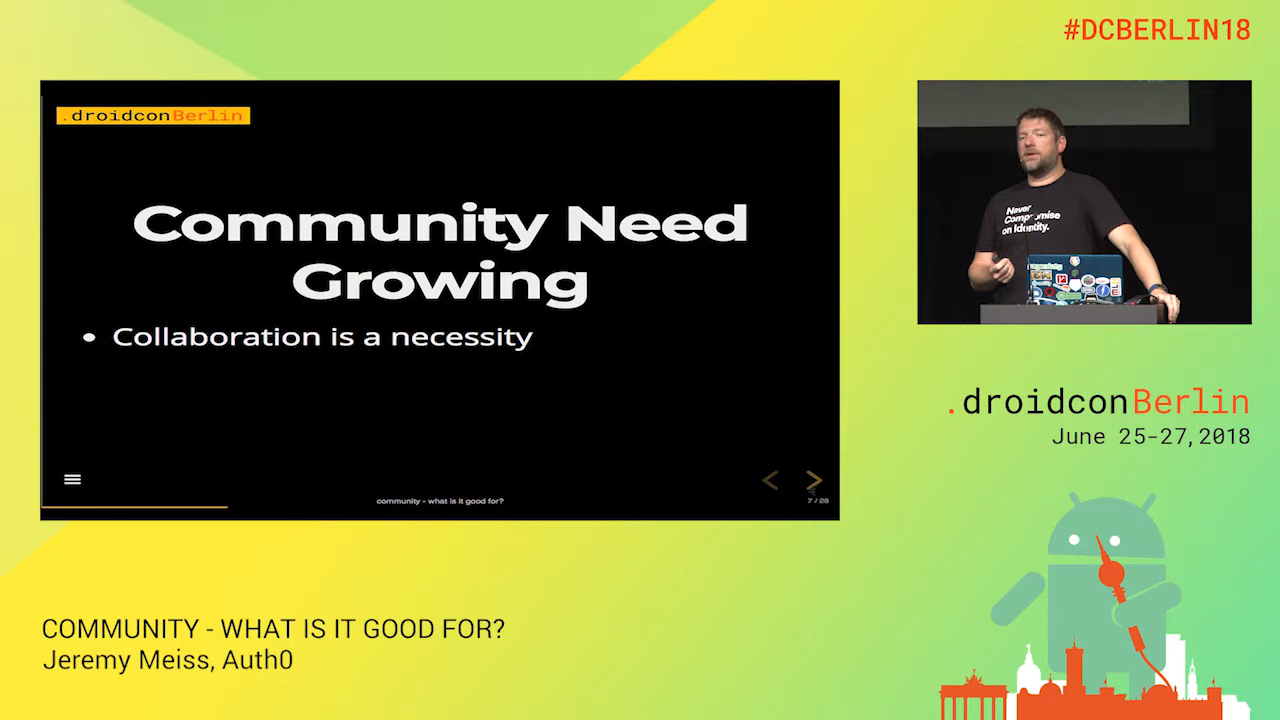 #DCBERLIN18
.droidconBerlin
Community Need
Growing
• Collaboration is a necessity
community - what is it good for?
7 / 28
Never
Compromise
on Identity.
.droidconBerlin
June 25-27, 2018
COMMUNITY - WHAT IS IT GOOD FOR?
Jeremy Meiss, Auth0